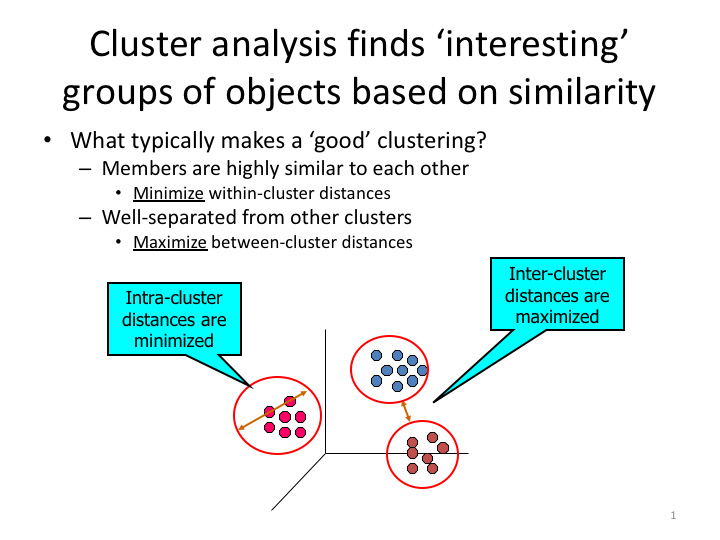 Cluster analysis finds ‘interesting’
groups of objects based on similarity
• What typically makes a ‘good’ clustering?
– Members are highly similar to each other
• Minimize within-cluster distances
– Well-separated from other clusters
• Maximize between-cluster distances
Intra-cluster
distances are
minimized
Inter-cluster
distances are
maximized
1